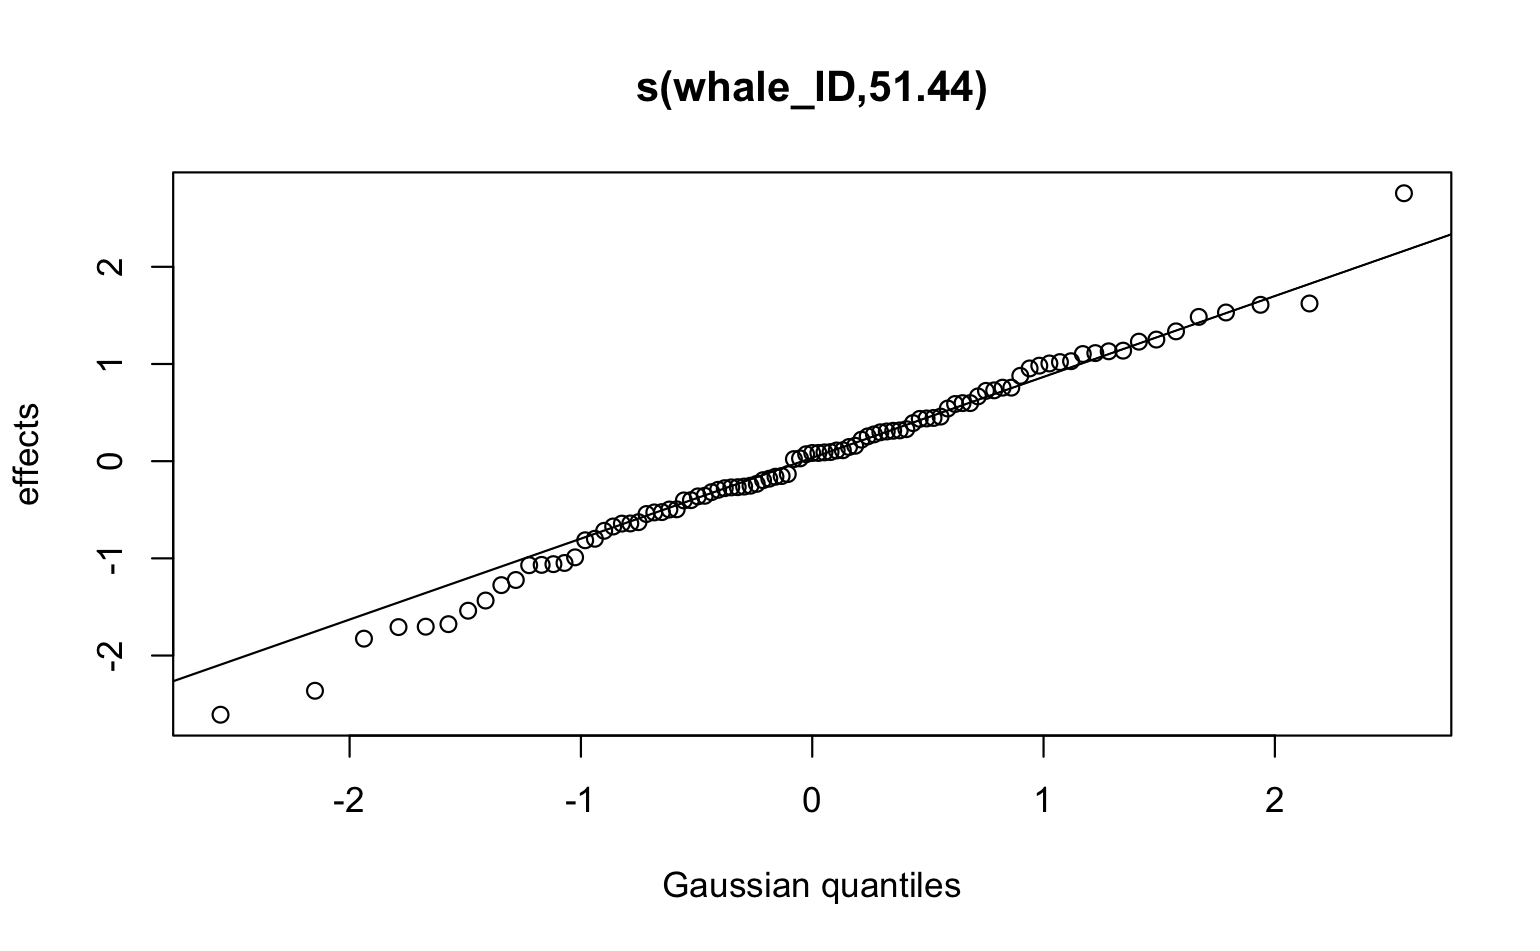 s(whale_ID,51.44)
effects
2
1
0
-1
-2
-2 -1 0 1 2
Gaussian quantiles